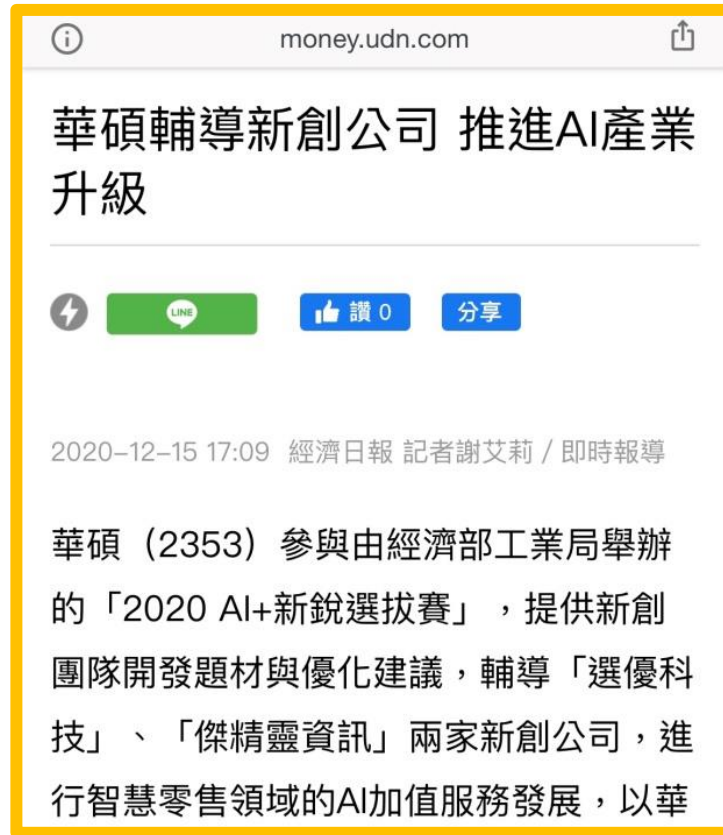 money.udn.com
華碩輔導新創公司 推進AI產業
升級
LINE
讚 0
分享
2020-12-15 17:09 經濟日報 記者謝艾莉 / 即時報導
華碩（2353）參與由經濟部工業局舉辦
的「2020 AI+新銳選拔賽」，提供新創
團隊開發題材與優化建議，輔導「選優科
技」、「傑精靈資訊」兩家新創公司，進
行智慧零售領域的AI加值服務發展，以華